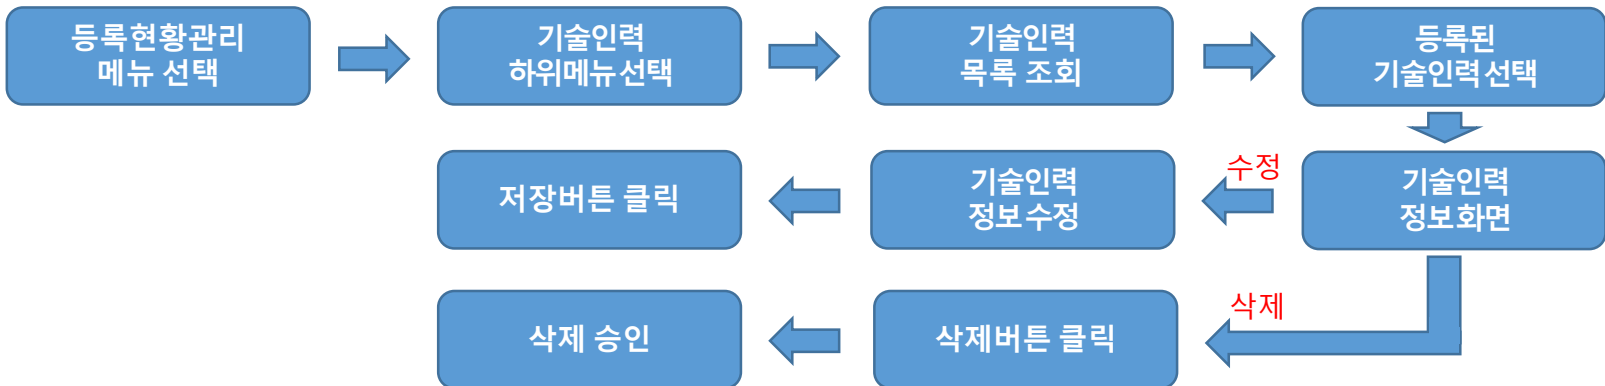 등록현황관리
메뉴 선택
기술인력
하위메뉴선택
기술인력
목록 조회
등록된
기술인력선택
기술인력
정보화면
수정
기술인력
정보수정
저장버튼 클릭
삭제
삭제버튼 클릭
삭제 승인